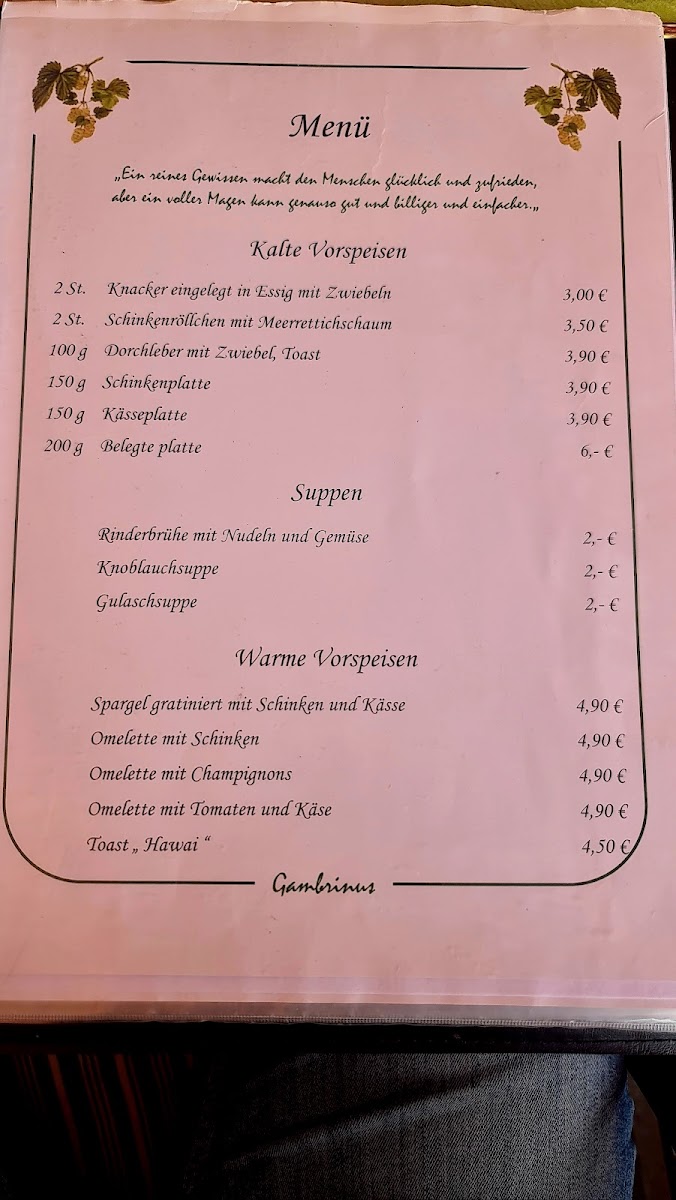 Menü
„Ein reines Gewissen macht den Menschen glücklich und zufrieden,
aber ein voller Magen kann genauso gut und billiger und einfacher.„
Kalte Vorspeisen
2 St. Knacker eingelegt in Essig mit Zwiebeln 3,00 €
2 St. Schinkenröllchen mit Meerrettichschaum 3,50 €
100 g Dorchleber mit Zwiebel, Toast 3,90 €
150 g Schinkenplatte 3,90 €
150 g Kässeplatte 3,90 €
200 g Belegte platte 6,- €
Suppen
Rinderbrühe mit Nudeln und Gemüse 2,- €
Knoblauchsuppe 2,- €
Gulaschsuppe 2,- €
Warme Vorspeisen
Spargel gratiniert mit Schinken und Kässe 4,90 €
Omelette mit Schinken 4,90 €
Omelette mit Champignons 4,90 €
Omelette mit Tomaten und Käse 4,90 €
Toast „ Hawai “ 4,50 €
Gambrinus